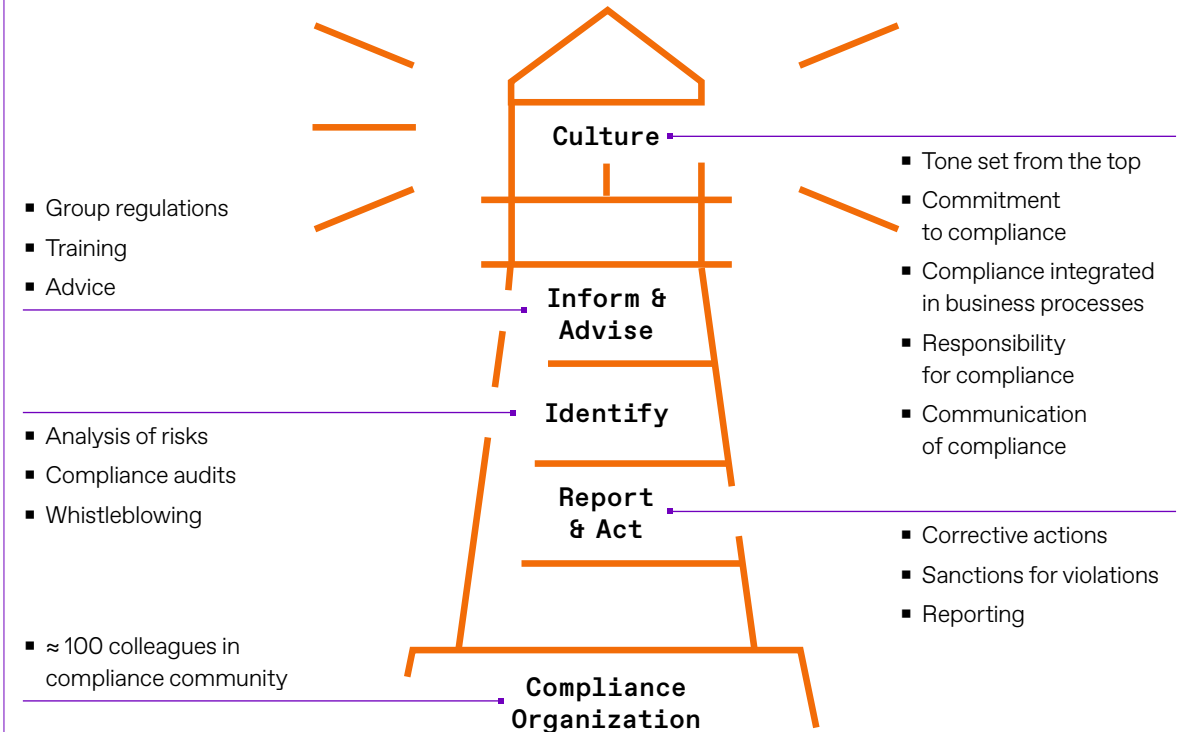 Culture
▪ Tone set from the top
▪ Commitment
to compliance
▪ Compliance integrated
in business processes
▪ Responsibility
for compliance
▪ Communication
of compliance
▪ Group regulations
▪ Training
▪ Advice
Inform &
Advise
Identify
▪ Analysis of risks
▪ Compliance audits
▪ Whistleblowing
Report
& Act
▪ Corrective actions
▪ Sanctions for violations
▪ Reporting
▪ ≈ 100 colleagues in
compliance community
Compliance
Organization